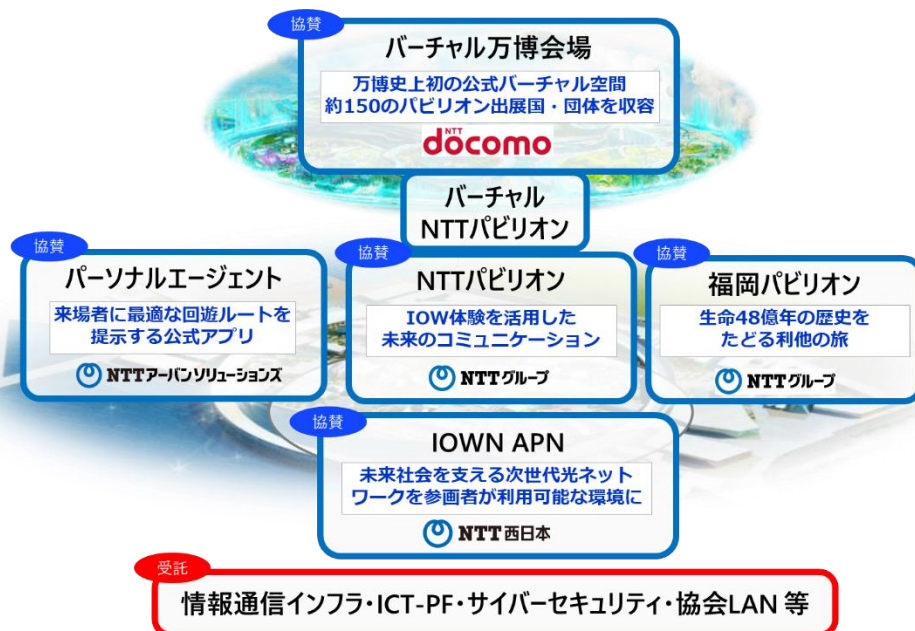 協賛
バーチャル万博会場
万博史上初の公式バーチャル空間
約150のパビリオン出展国・団体を収容
NTT
docomo
バーチャル
NTTパビリオン
協賛
パーソナルエージェント
来場者に最適な回遊ルートを
提示する公式アプリ
NTTアーバンソリューションズ
協賛
NTTパビリオン
IOW体験を活用した
未来のコミュニケーション
NTTグループ
協賛
福岡パビリオン
生命48億年の歴史を
たどる利他の旅
NTTグループ
協賛
IOWN APN
未来社会を支える次世代光ネット
ワークを参画者が利用可能な環境に
NTT西日本
受託
情報通信インフラ・ICT-PF・サイバーセキュリティ・協会LAN 等